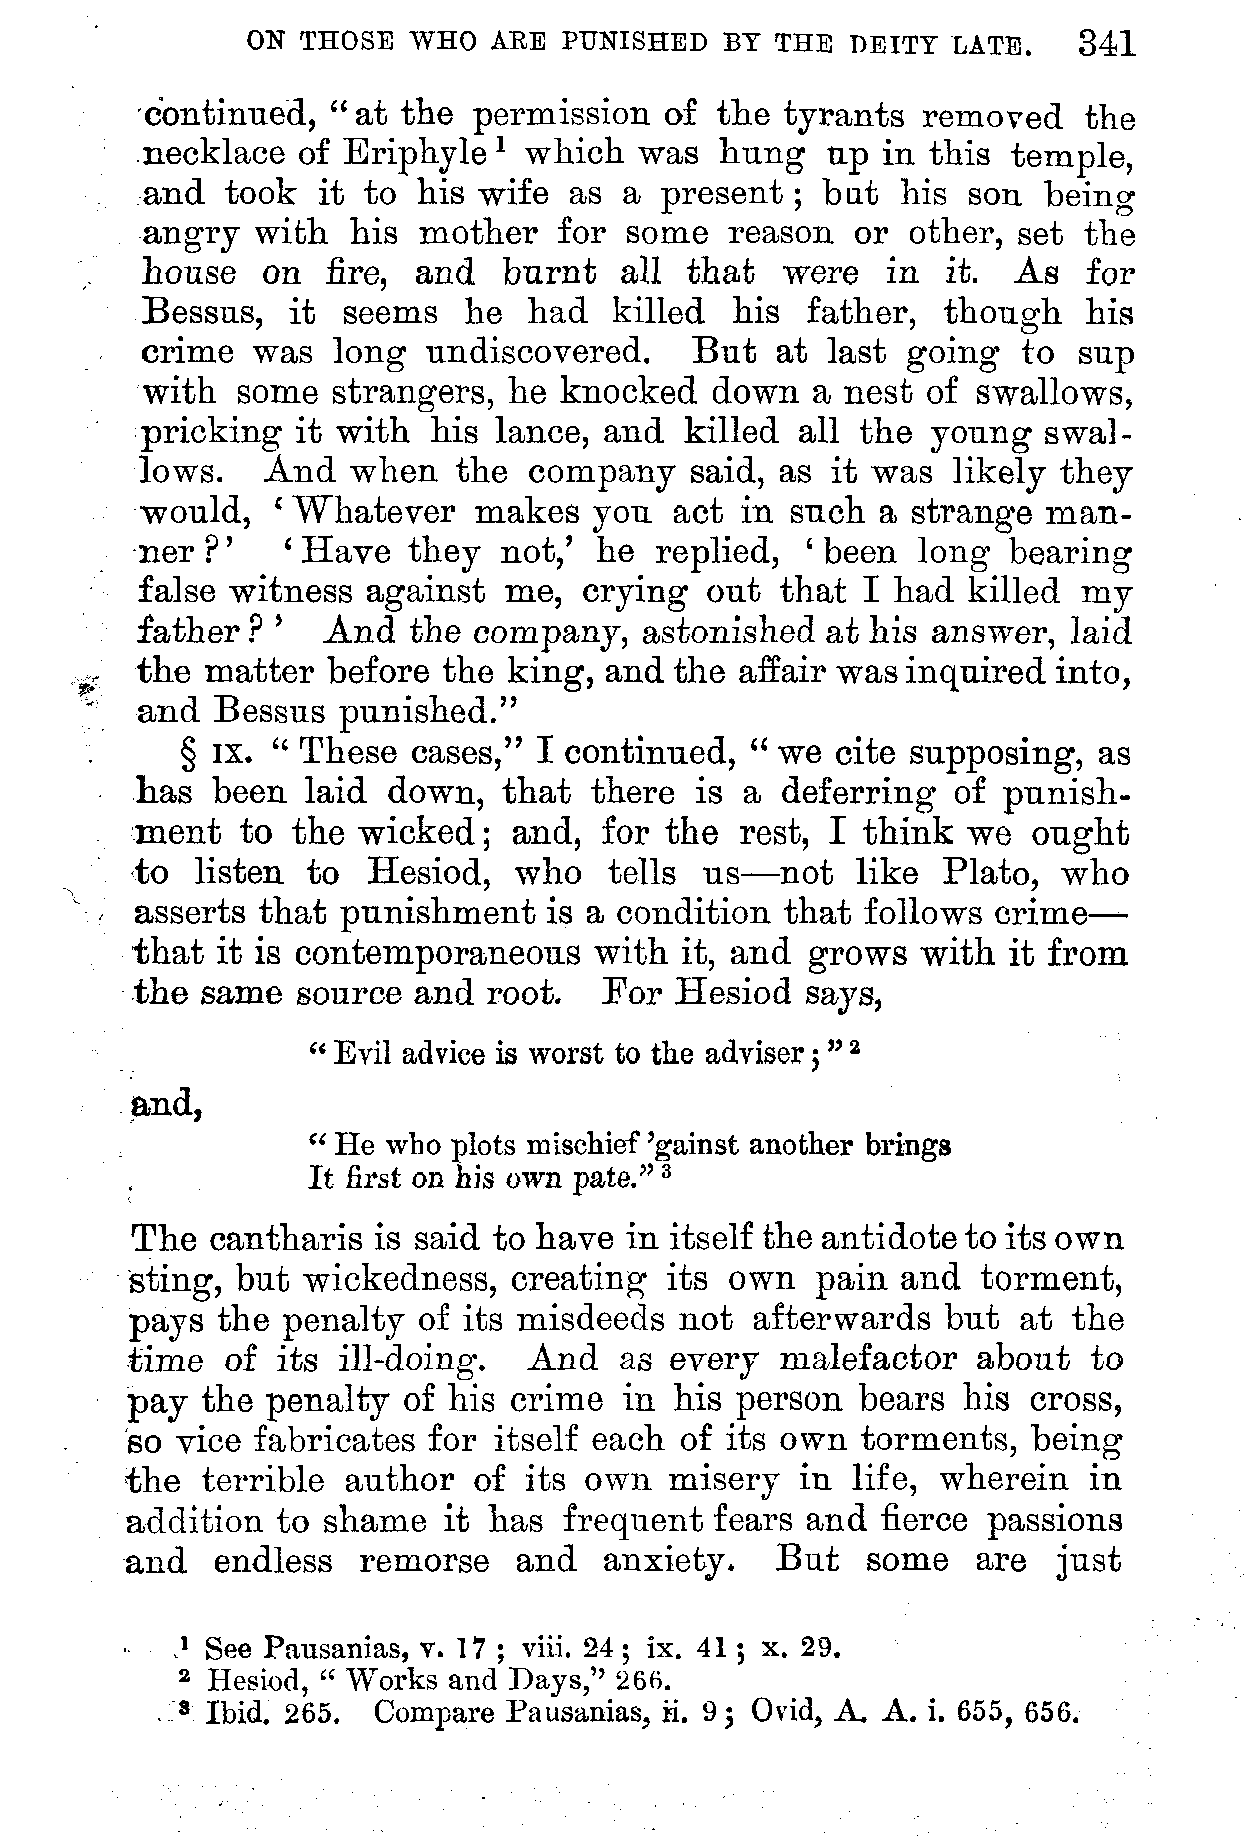 ON THOSE WHO ARE PUNISHED BY THE DEITY LATE. 341
continued, “at the permission of the tyrants removed the
necklace of Eriphyle ¹ which was hung up in this temple,
and took it to his wife as a present; but his son being
angry with his mother for some reason or other, set the
house on fire, and burnt all that were in it. As for
Bessus, it seems he had killed his father, though his
crime was long undiscovered. But at last going to sup
with some strangers, he knocked down a nest of swallows,
pricking it with his lance, and killed all the young swal-
lows. And when the company said, as it was likely they
would, ‘Whatever makes you act in such a strange man-
ner?’ ‘Have they not,’ he replied, ‘been long bearing
false witness against me, crying out that I had killed my
father?’ And the company, astonished at his answer, laid
the matter before the king, and the affair was inquired into,
and Bessus punished.”
§ IX. “These cases,” I continued, “we cite supposing, as
has been laid down, that there is a deferring of punish-
ment to the wicked; and, for the rest, I think we ought
to listen to Hesiod, who tells us—not like Plato, who
asserts that punishment is a condition that follows crime—
that it is contemporaneous with it, and grows with it from
the same source and root. For Hesiod says,
“Evil advice is worst to the adviser;” ²
and,
“He who plots mischief ’gainst another brings
It first on his own pate.” ³
The cantharis is said to have in itself the antidote to its own
sting, but wickedness, creating its own pain and torment,
pays the penalty of its misdeeds not afterwards but at the
time of its ill-doing. And as every malefactor about to
pay the penalty of his crime in his person bears his cross,
so vice fabricates for itself each of its own torments, being
the terrible author of its own misery in life, wherein in
addition to shame it has frequent fears and fierce passions
and endless remorse and anxiety. But some are just
¹ See Pausanias, v. 17; viii. 24; ix. 41; x. 29.
² Hesiod, “Works and Days,” 266.
³ Ibid. 265. Compare Pausanias, ii. 9; Ovid, A. A. i. 655, 656.